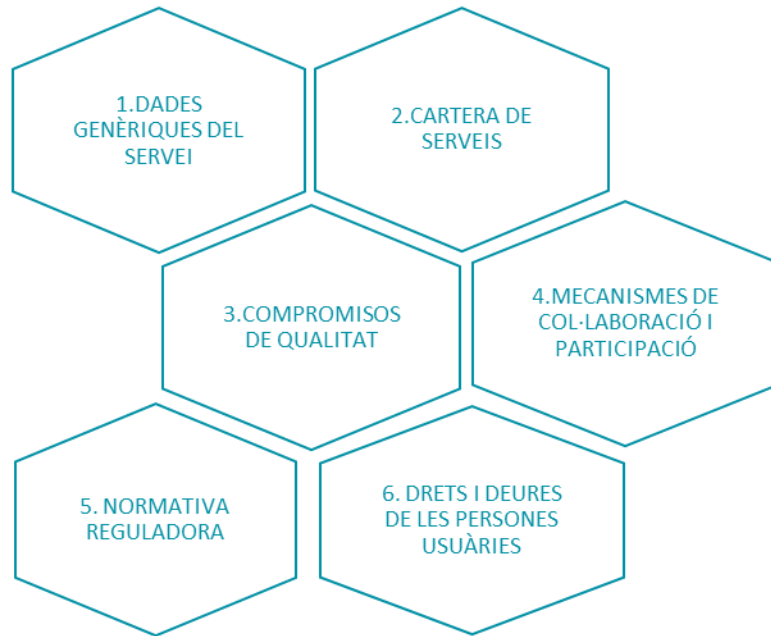 1.DADES
GENÈRIQUES DEL
SERVEI
2.CARTERA DE
SERVEIS
3.COMPROMISOS
DE QUALITAT
4.MECANISMES DE
COL·LABORACIÓ I
PARTICIPACIÓ
5. NORMATIVA
REGULADORA
6. DRETS I DEURES
DE LES PERSONES
USUÀRIES